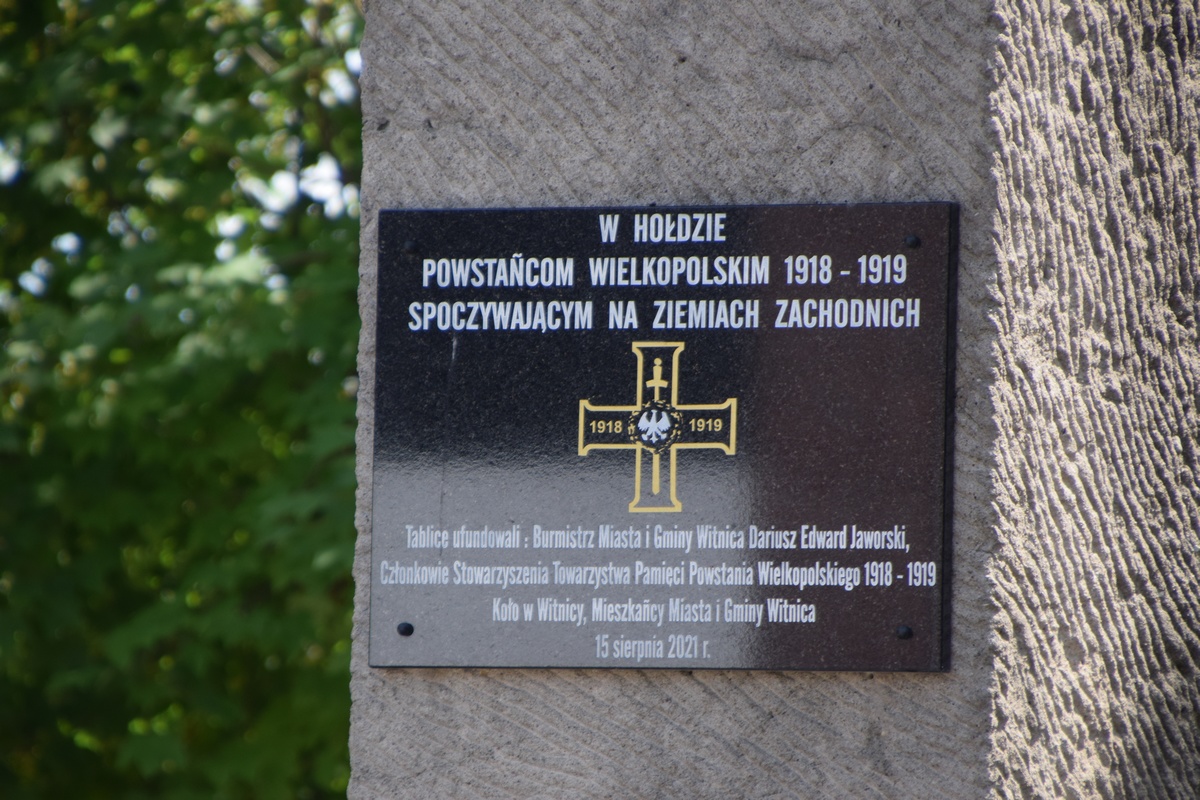 W HOŁDZIE
POWSTAŃCOM WIELKOPOLSKIM 1918 - 1919
SPOCZYWAJĄCYM NA ZIEMIACH ZACHODNICH
1918 1919
Tablice ufundowali : Burmistrz Miasta i Gminy Witnica Dariusz Edward Jaworski,
Członkowie Stowarzyszenia Towarzystwa Pamięci Powstania Wielkopolskiego 1918 - 1919
Koło w Witnicy, Mieszkańcy Miasta i Gminy Witnica
15 sierpnia 2021 r.